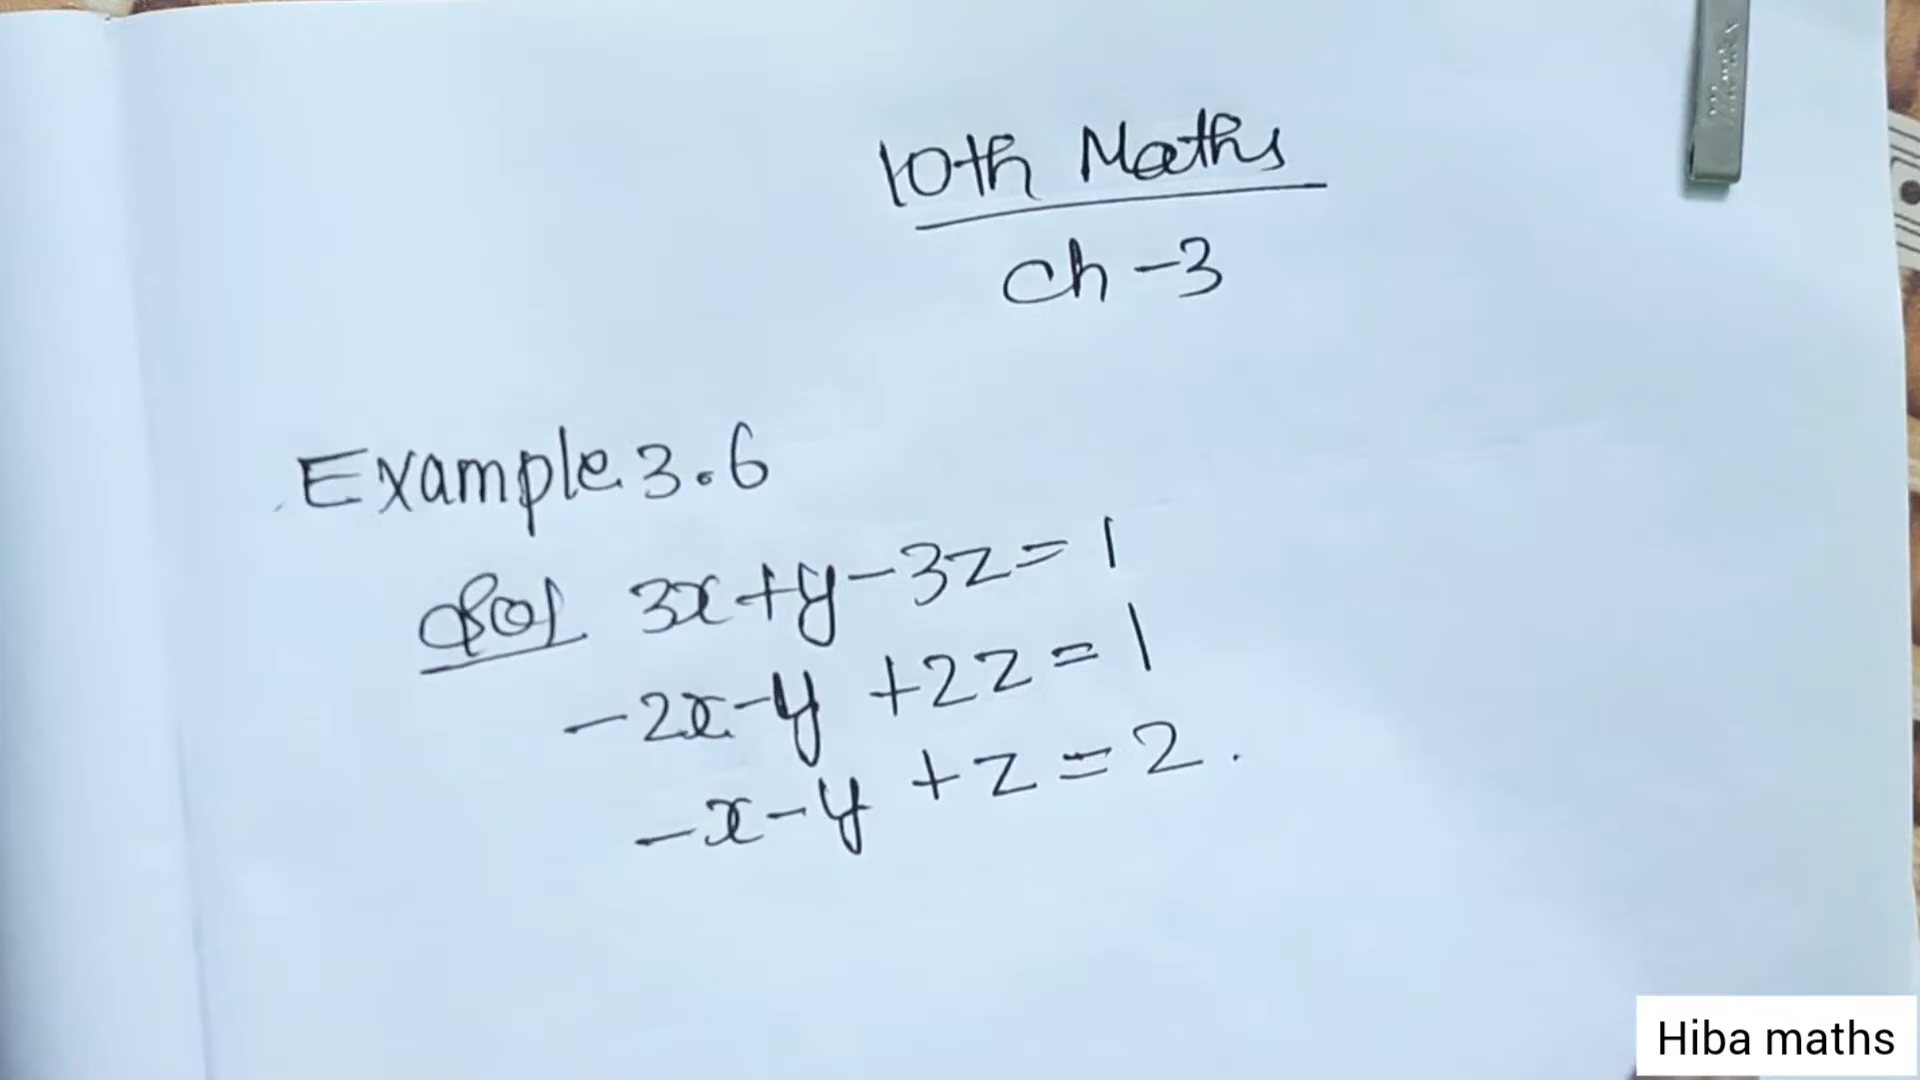 10th Maths
Ch-3
Example 3.6
Sol 3x+y-3z=1
-2x-y+2z=1
-x-y+z=2.
Hiba maths